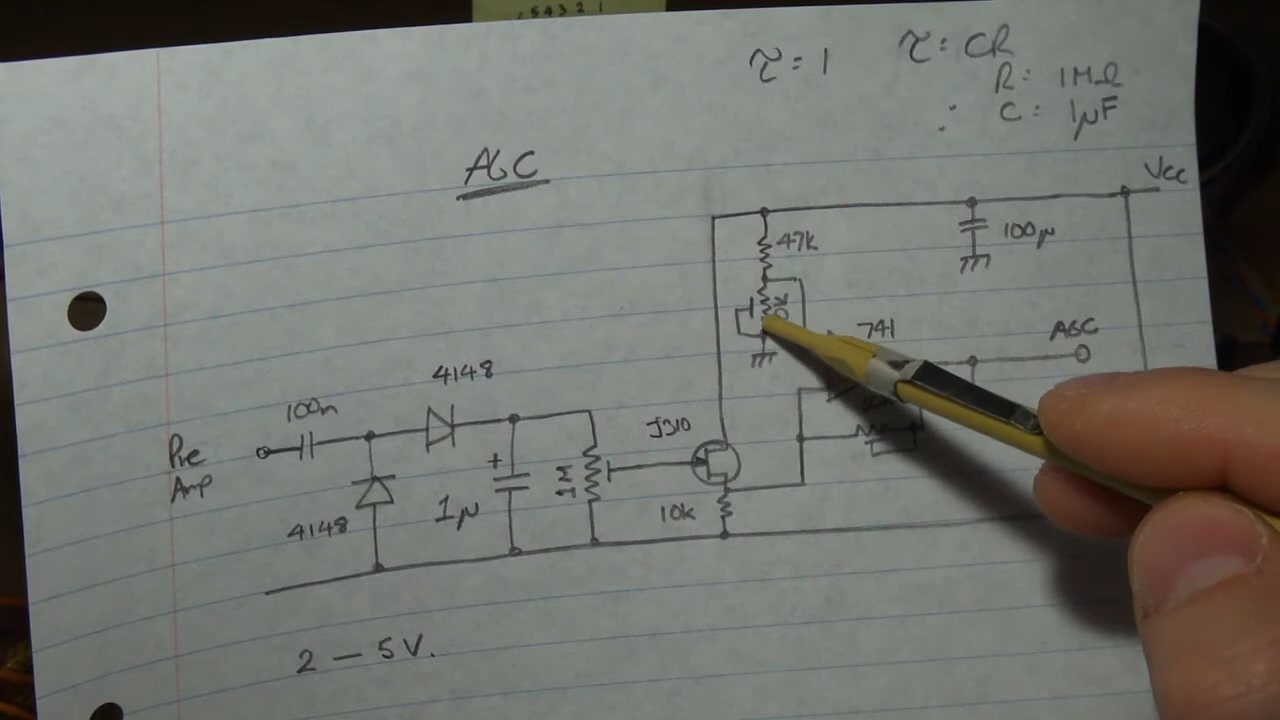 54321
τ = 1 τ = CR
R = 1MΩ
∴ C = 1μF
AGC
Vcc
47k
100μ
741
AGC
4148
100n
Pre
Amp
J310
1M
1μ
10k
4148
2 – 5V.